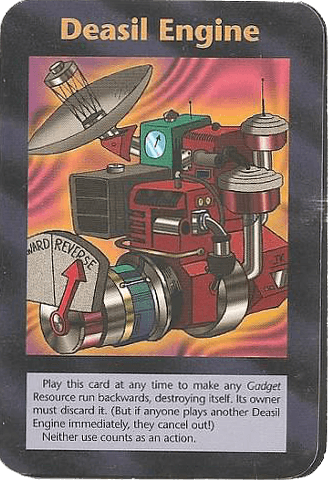 Deasil Engine
WARD REVERSE
Play this card at any time to make any Gadget
Resource run backwards, destroying itself. Its owner
must discard it. (But if anyone plays another Deasil
Engine immediately, they cancel out!)
Neither use counts as an action.